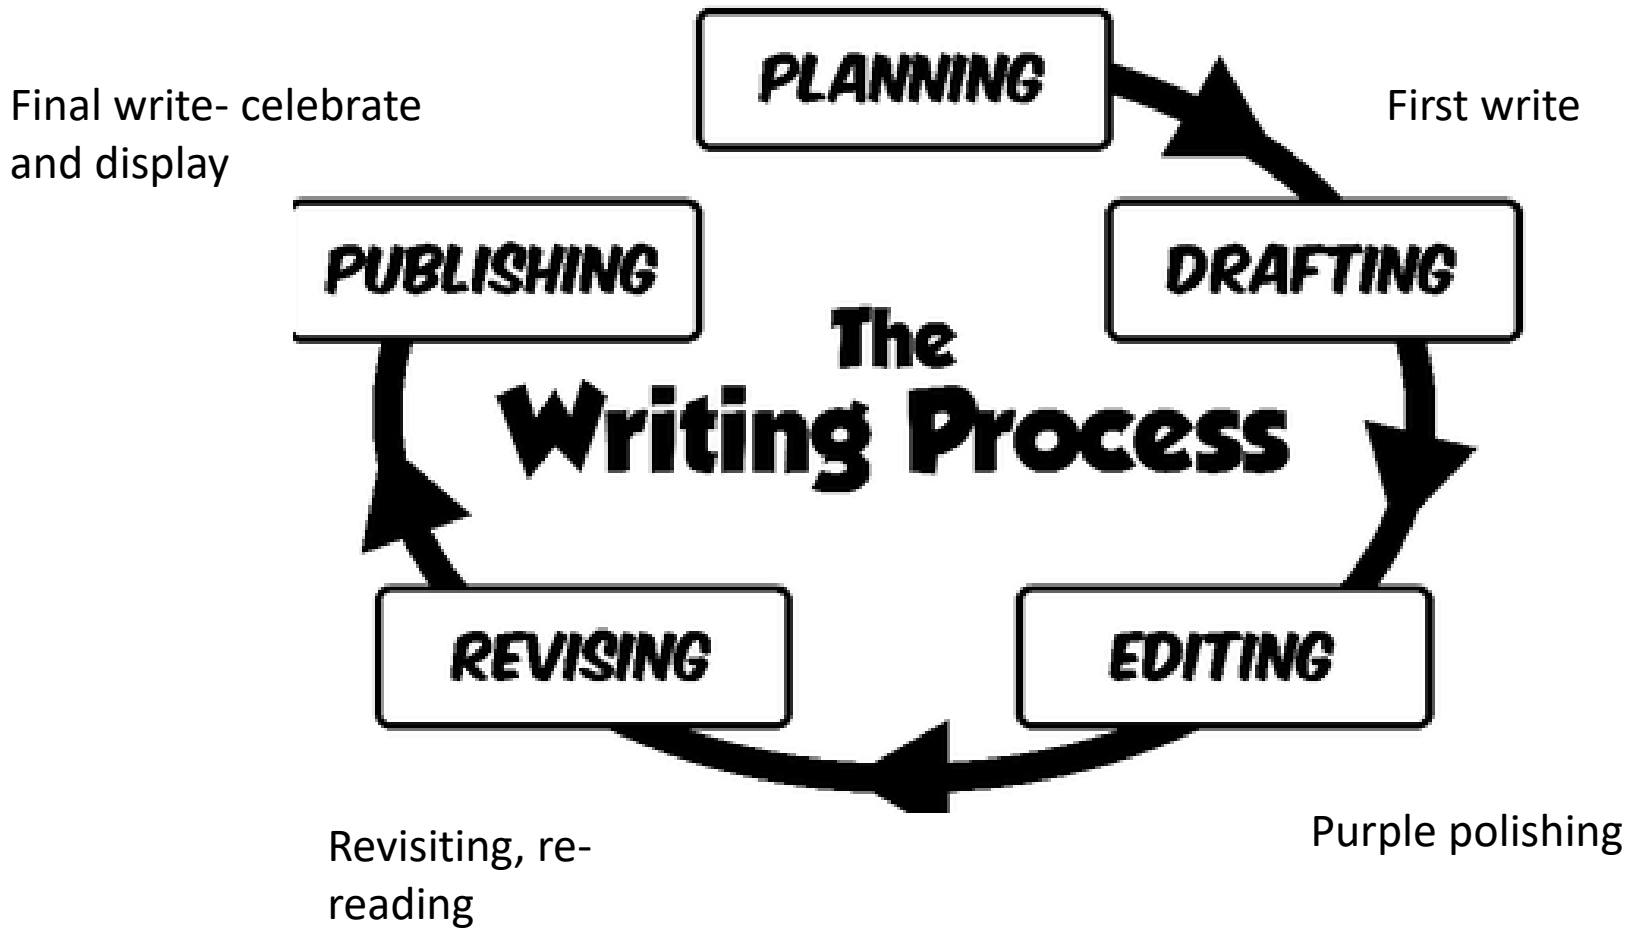 PLANNING
Final write- celebrate
and display
First write
PUBLISHING
DRAFTING
The
Writing Process
REVISING
EDITING
Revisiting, re-
reading
Purple polishing